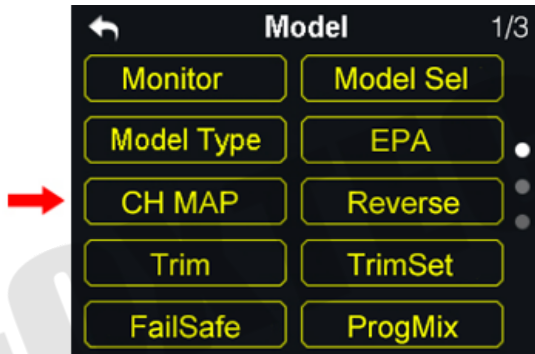 Model 1/3
Monitor Model Sel
Model Type EPA
CH MAP Reverse
Trim TrimSet
FailSafe ProgMix